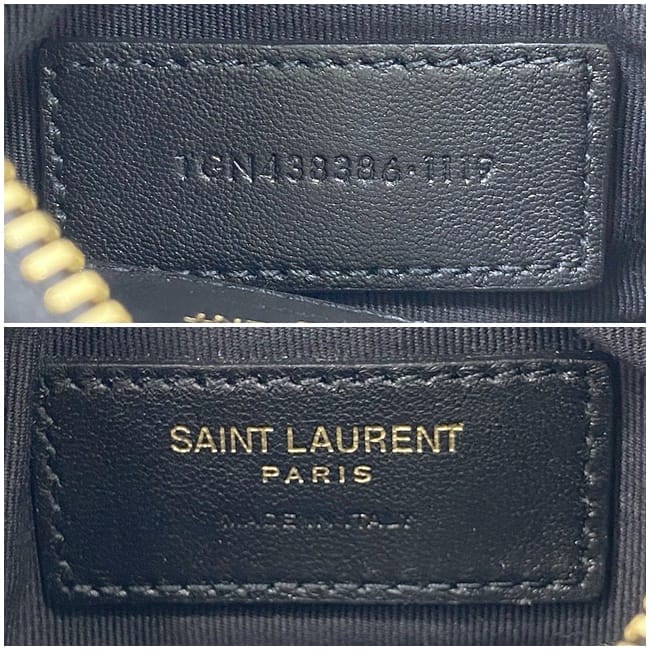 TGN438386·1119
SAINT LAURENT
PARIS
MADE IN ITALY